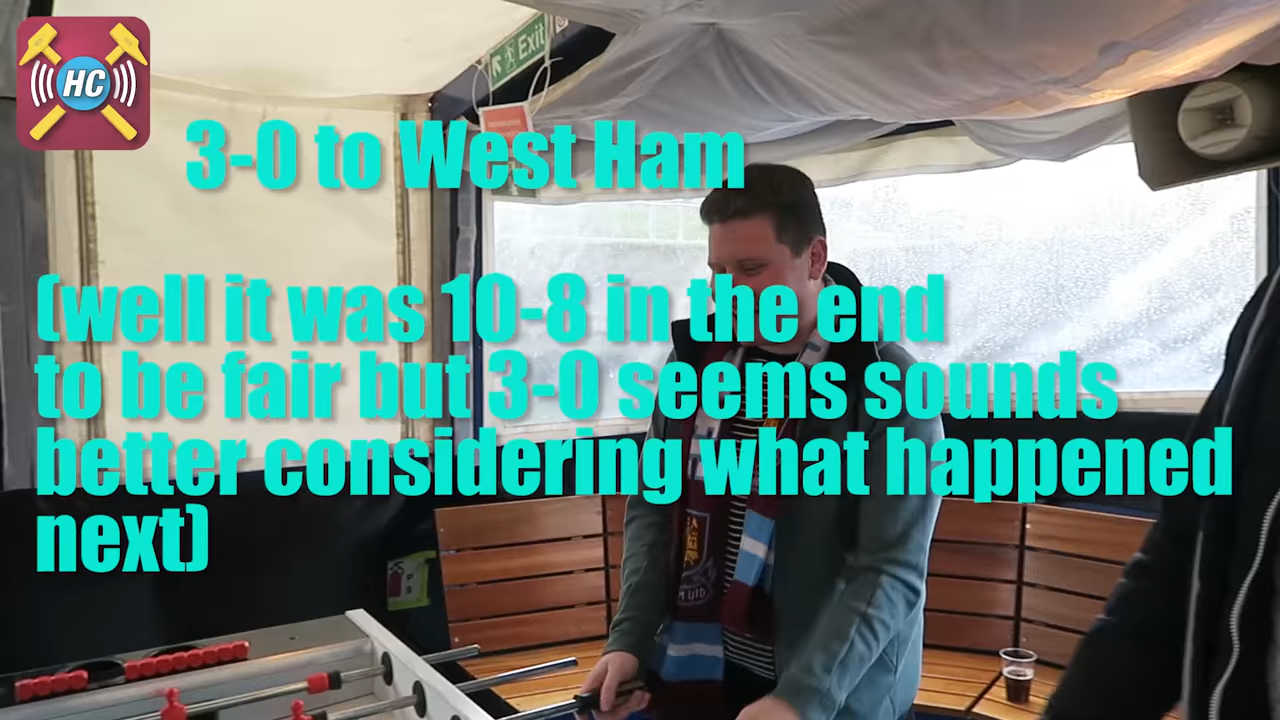 HC
Exit
3-0 to West Ham
(well it was 10-8 in the end
to be fair but 3-0 seems sounds
better considering what happened
next)
M UTD